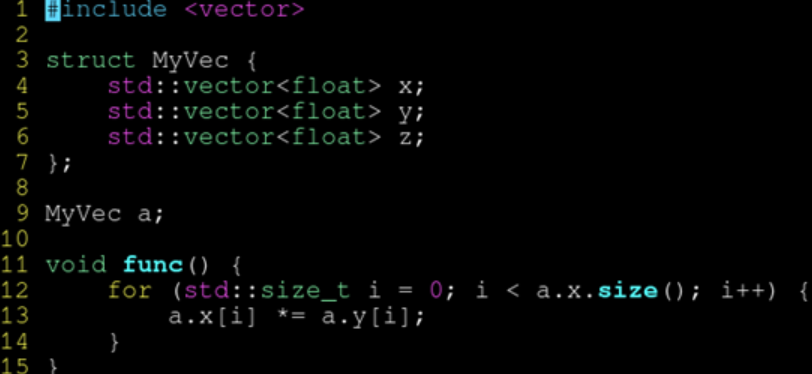 1 #include <vector>
2
3 struct MyVec {
4     std::vector<float> x;
5     std::vector<float> y;
6     std::vector<float> z;
7 };
8
9 MyVec a;
10
11 void func() {
12     for (std::size_t i = 0; i < a.x.size(); i++) {
13         a.x[i] *= a.y[i];
14     }
15 }